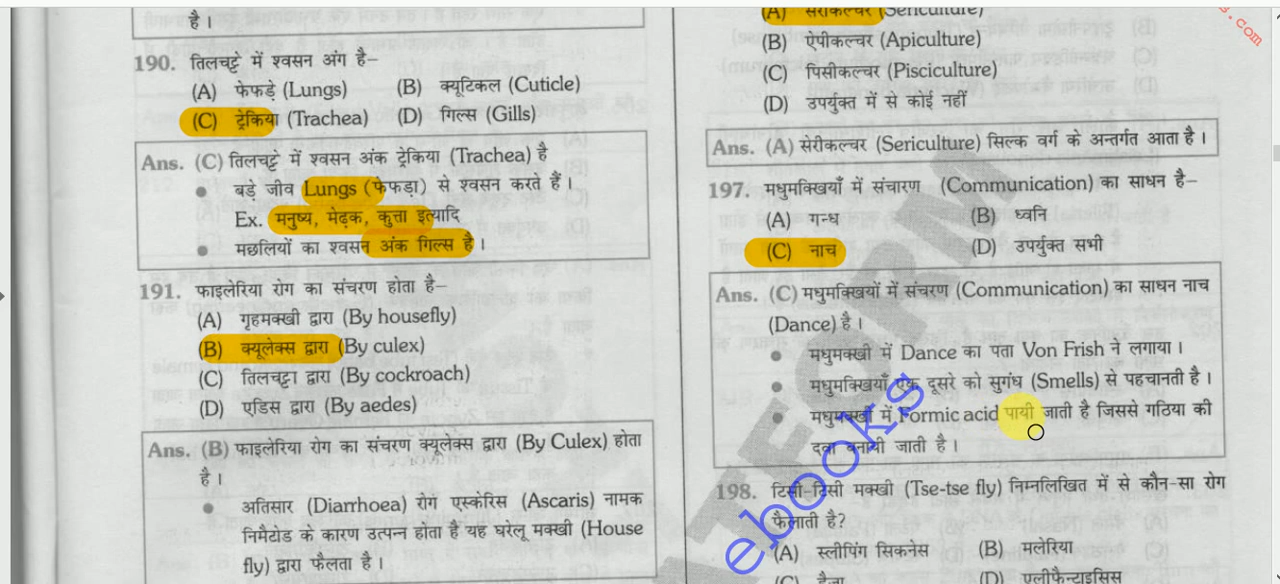 है ।
190. तिलचट्टे में श्वसन अंग है–
(A) फेफड़े (Lungs) (B) क्यूटिकल (Cuticle)
(C) ट्रेकिया (Trachea) (D) गिल्स (Gills)
Ans. (C) तिलचट्टे में श्वसन अंक ट्रेकिया (Trachea) है
● बड़े जीव Lungs (फेफड़ा) से श्वसन करते हैं।
Ex. मनुष्य, मेढ़क, कुत्ता इत्यादि
● मछलियों का श्वसन अंक गिल्स है ।
191. फाइलेरिया रोग का संचरण होता है–
(A) गृहमक्खी द्वारा (By housefly)
(B) क्यूलेक्स द्वारा (By culex)
(C) तिलचट्टा द्वारा (By cockroach)
(D) एडिस द्वारा (By aedes)
Ans. (B) फाइलेरिया रोग का संचरण क्यूलेक्स द्वारा (By Culex) होता
है ।
● अतिसार (Diarrhoea) रोग एस्कोरिस (Ascaris) नामक
निमैटोड के कारण उत्पन्न होता है यह घरेलू मक्खी (House
fly) द्वारा फैलता है ।
(A) सेरीकल्चर (Sericulture)
(B) ऐपीकल्चर (Apiculture)
(C) पिसीकल्चर (Pisciculture)
(D) उपर्युक्त में से कोई नहीं
Ans. (A) सेरीकल्चर (Sericulture) सिल्क वर्ग के अन्तर्गत आता है ।
197. मधुमक्खियाँ में संचारण (Communication) का साधन है–
(A) गन्ध (B) ध्वनि
(C) नाच (D) उपर्युक्त सभी
Ans. (C) मधुमक्खियों में संचरण (Communication) का साधन नाच
(Dance) है ।
● मधुमक्खी में Dance का पता Von Frish ने लगाया ।
● मधुमक्खियाँ एक दूसरे को सुगंध (Smells) से पहचानती है ।
● मधुमक्खी में Formic acid पायी जाती है जिससे गठिया की
दवा बनायी जाती है ।
198. टिसी-टिसी मक्खी (Tse-tse fly) निम्नलिखित में से कौन-सा रोग
फैलाती है?
(A) स्लीपिंग सिकनेस (B) मलेरिया
(C) हैजा (D) एलीफैन्टाइसिस
ebooks
s.com